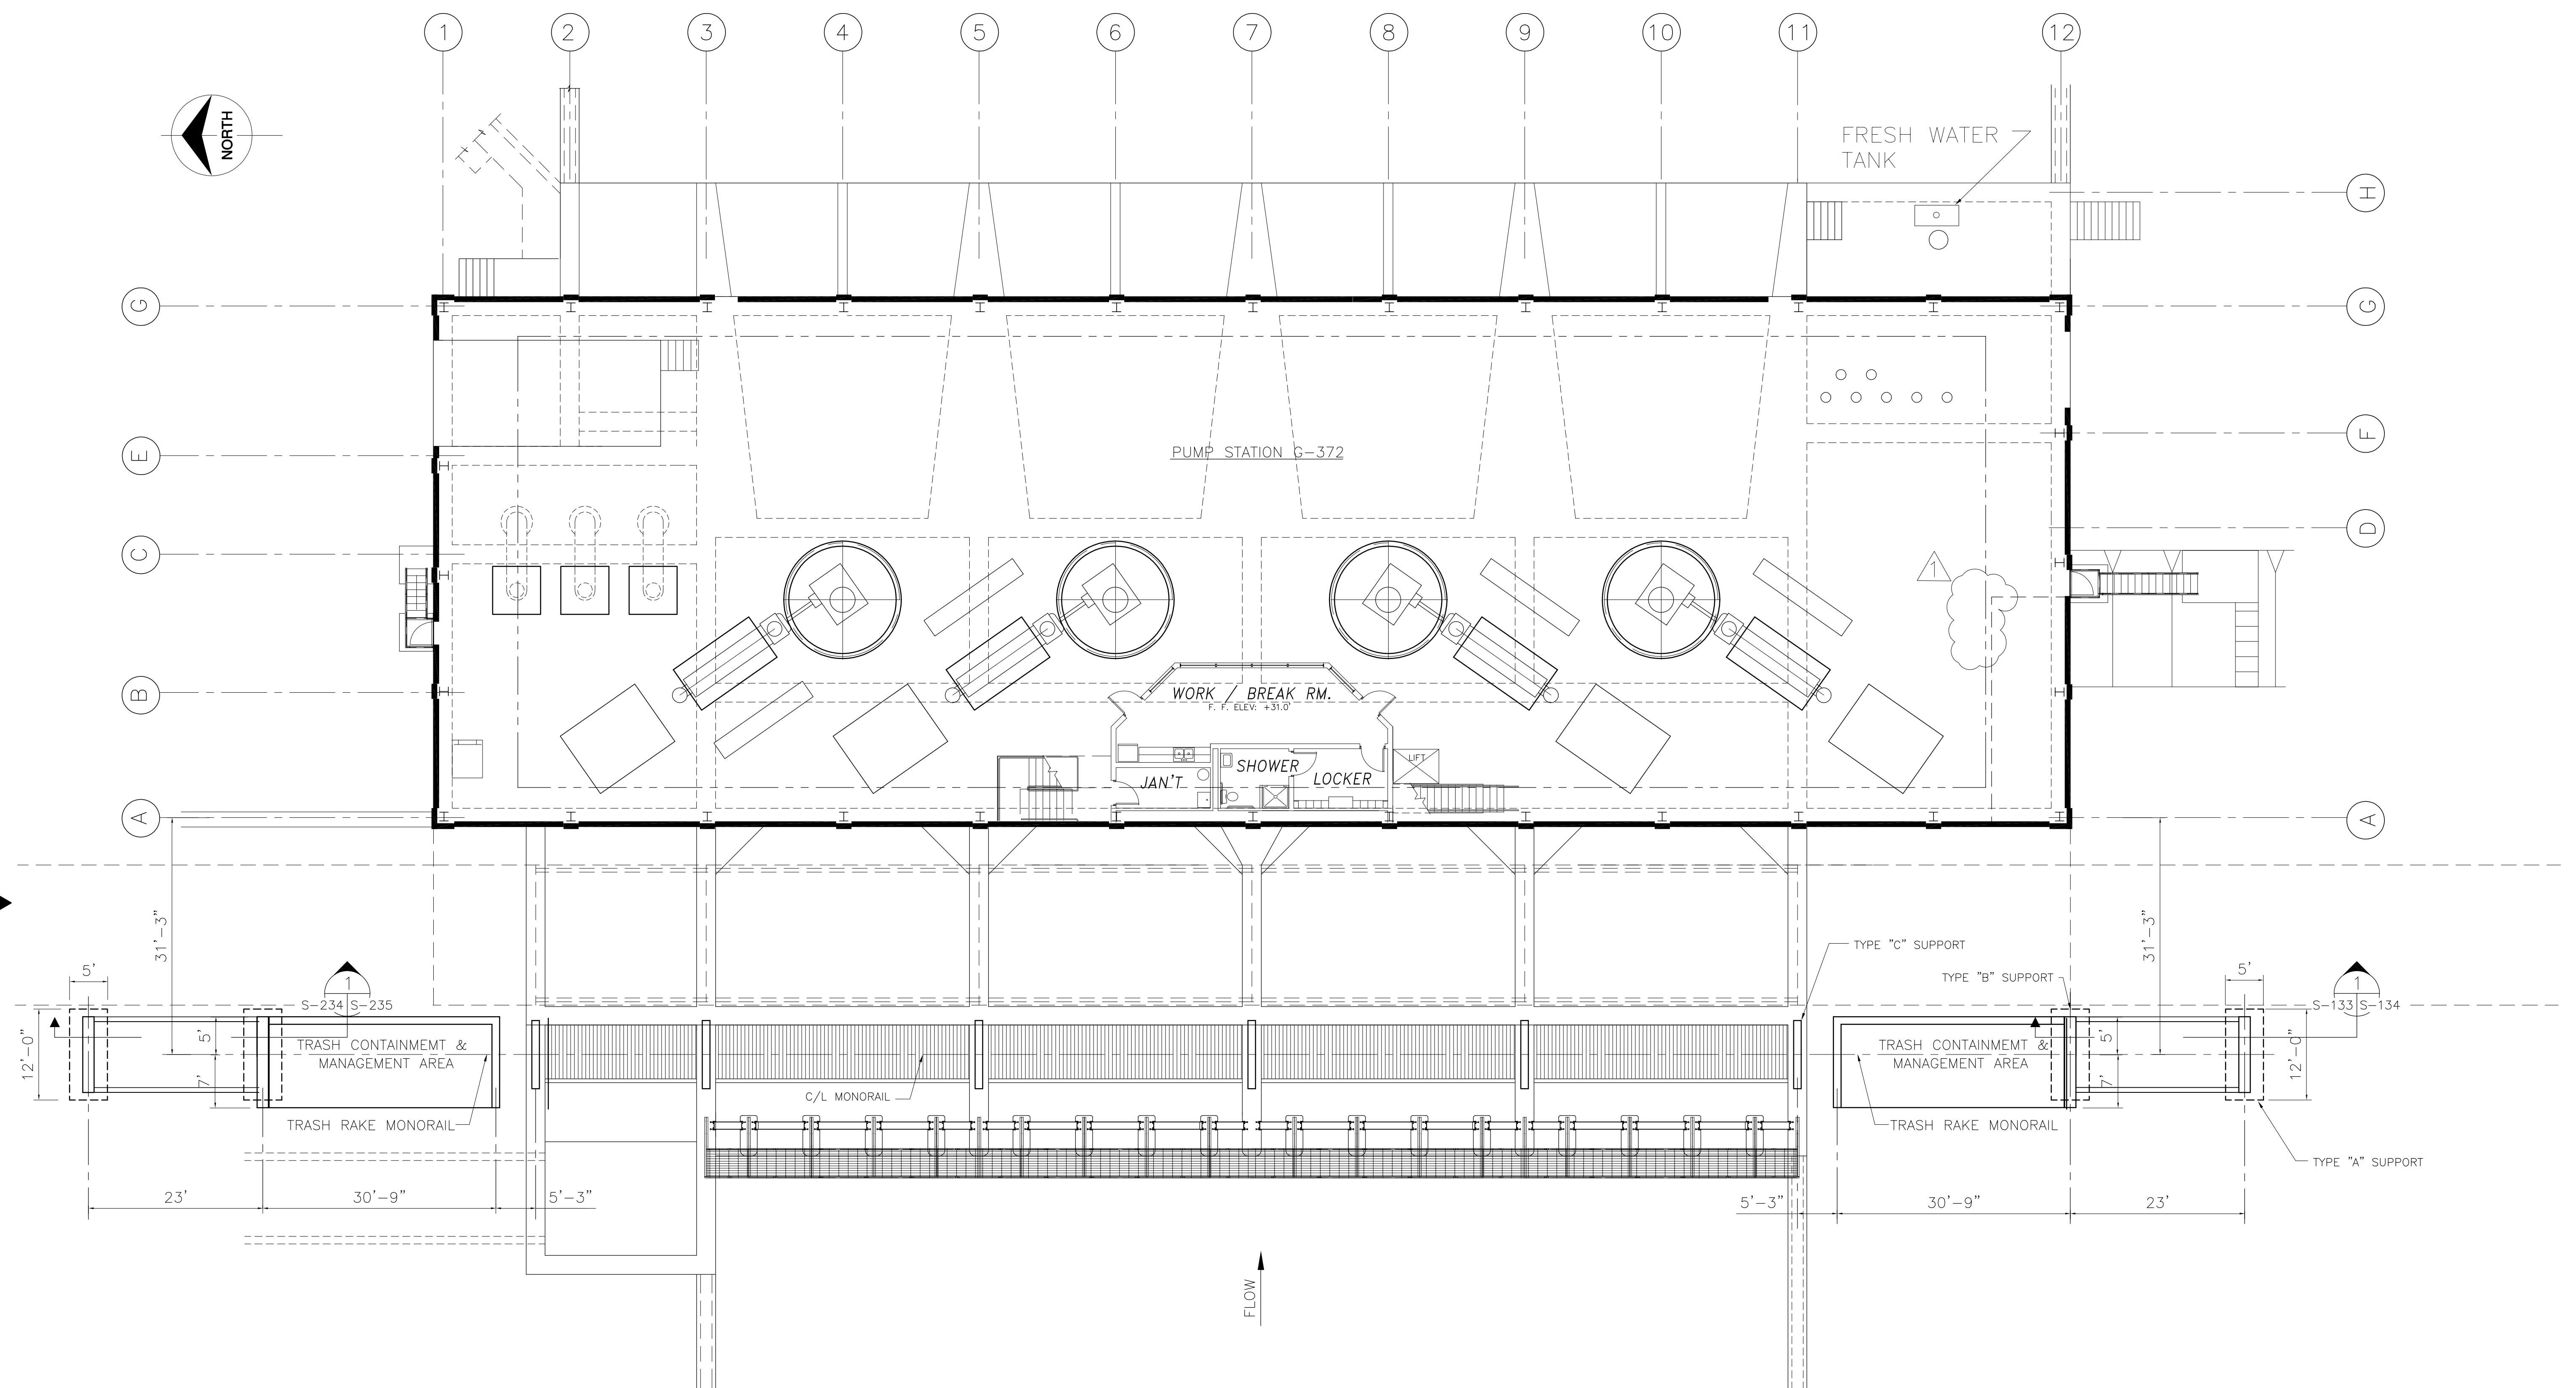 1 2 3 4 5 6 7 8 9 10 11 12
NORTH
FRESH WATER
TANK
H
G
G
E
F
PUMP STATION G-372
C
D
1
B
WORK / BREAK RM.
F. F. ELEV: +31.0'
LIFT
SHOWER
JAN'T
LOCKER
A
A
31'-3"
31'-3"
TYPE "C" SUPPORT
TYPE "B" SUPPORT
5'
1
S-234 S-235
5'
1
S-133 S-134
12'-0"
5'
7'
TRASH CONTAINMEMT &
MANAGEMENT AREA
TRASH CONTAINMEMT &
MANAGEMENT AREA
5'
7'
12'-0"
C/L MONORAIL
TRASH RAKE MONORAIL
TRASH RAKE MONORAIL
TYPE "A" SUPPORT
23'
30'-9"
5'-3"
5'-3"
30'-9"
23'
FLOW